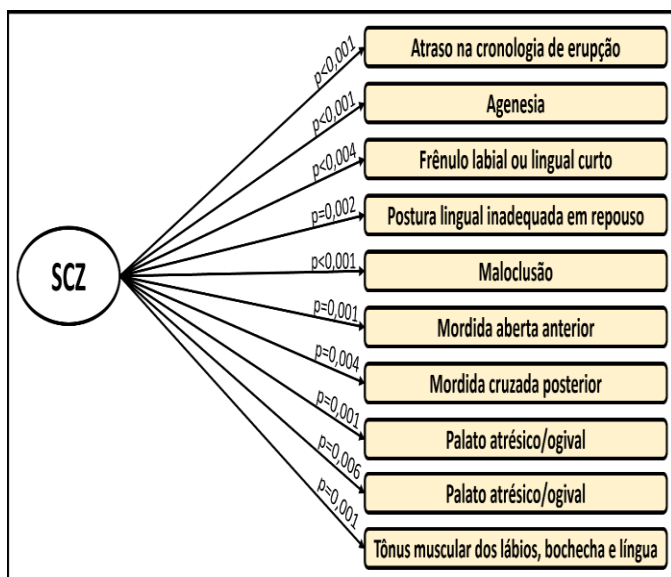 p<0,001
Atraso na cronologia de erupção
p<0,001
Agenesia
p<0,004
Frênulo labial ou lingual curto
p=0,002
Postura lingual inadequada em repouso
SCZ
p<0,001
Maloclusão
p=0,001
Mordida aberta anterior
p=0,004
Mordida cruzada posterior
p=0,001
Palato atrésico/ogival
p=0,006
Palato atrésico/ogival
p=0,001
Tônus muscular dos lábios, bochecha e língua